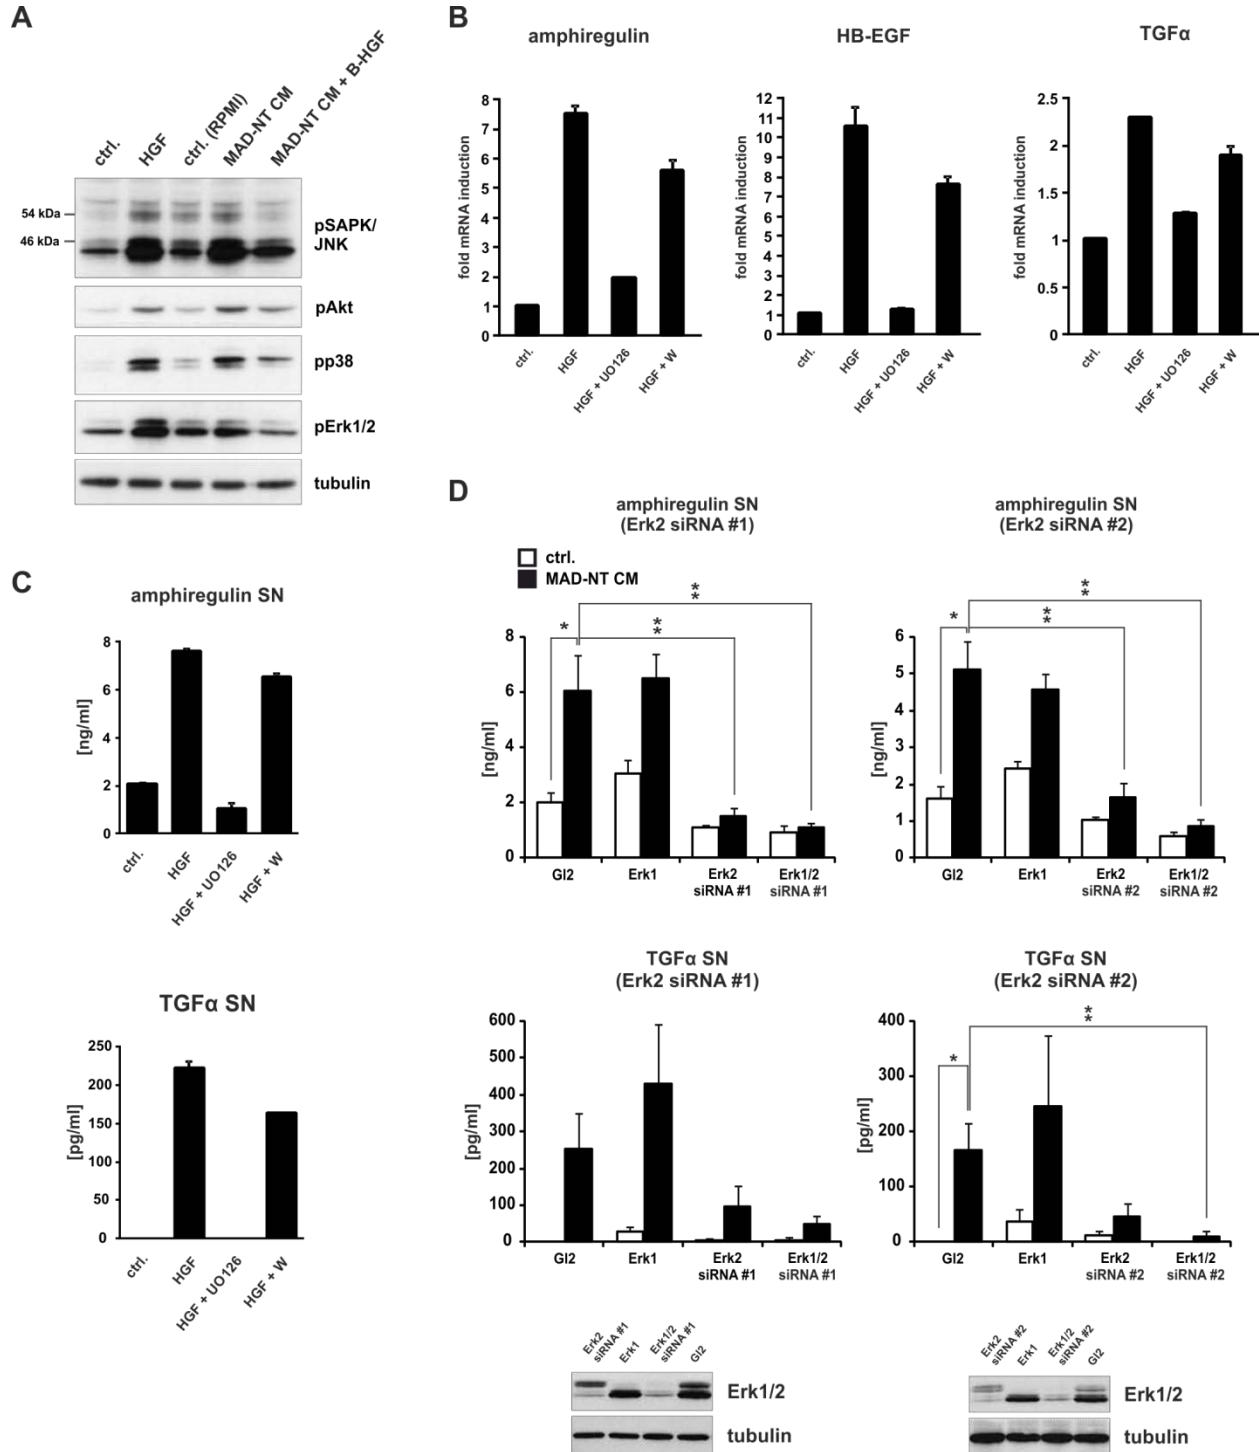 A
ctrl.
HGF
ctrl. (RPMI)
MAD-NT CM
MAD-NT CM + B-HGF
54 kDa
46 kDa
pSAPK/
JNK
pAkt
pp38
pErk1/2
tubulin
B
amphiregulin
fold mRNA induction
8
7
6
5
4
3
2
1
0
ctrl.
HGF
HGF + UO126
HGF + W
HB-EGF
fold mRNA induction
12
11
10
9
8
7
6
5
4
3
2
1
0
ctrl.
HGF
HGF + UO126
HGF + W
TGFα
fold mRNA induction
2.5
2
1.5
1
0.5
0
ctrl.
HGF
HGF + UO126
HGF + W
C
amphiregulin SN
[ng/ml]
8
6
4
2
0
ctrl.
HGF
HGF + UO126
HGF + W
TGFα SN
[pg/ml]
250
200
150
100
50
0
ctrl.
HGF
HGF + UO126
HGF + W
D
amphiregulin SN
(Erk2 siRNA #1)
ctrl.
MAD-NT CM
*
**
**
[ng/ml]
8
6
4
2
0
Gl2
Erk1
Erk2
siRNA #1
Erk1/2
siRNA #1
amphiregulin SN
(Erk2 siRNA #2)
*
**
**
[ng/ml]
6
5
4
3
2
1
0
Gl2
Erk1
Erk2
siRNA #2
Erk1/2
siRNA #2
TGFα SN
(Erk2 siRNA #1)
[pg/ml]
600
500
400
300
200
100
0
Gl2
Erk1
Erk2
siRNA #1
Erk1/2
siRNA #1
TGFα SN
(Erk2 siRNA #2)
*
**
[pg/ml]
400
300
200
100
0
Gl2
Erk1
Erk2
siRNA #2
Erk1/2
siRNA #2
Erk2
siRNA #1
Erk1
Erk1/2
siRNA #1
Gl2
Erk1/2
tubulin
Erk2
siRNA #2
Erk1
Erk1/2
siRNA #2
Gl2
Erk1/2
tubulin